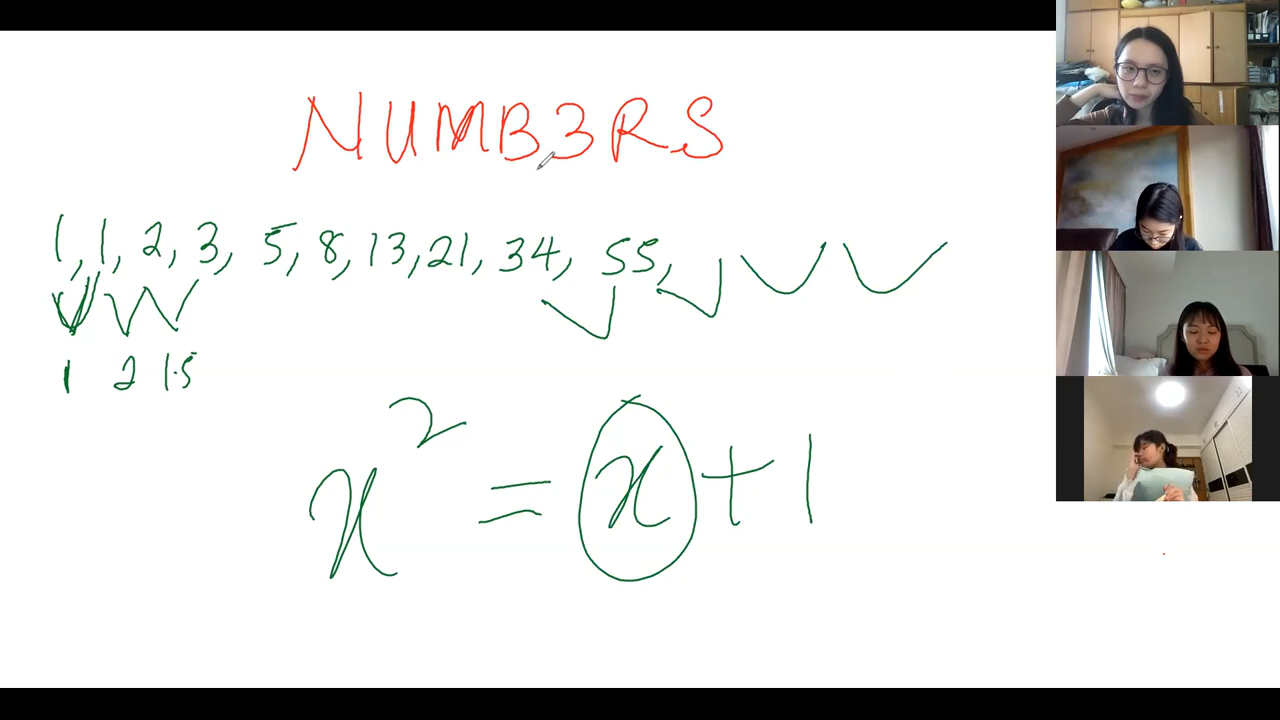 NUMB3RS
1, 1, 2, 3, 5, 8, 13, 21, 34, 55,
1 2 1.5
x² = x + 1